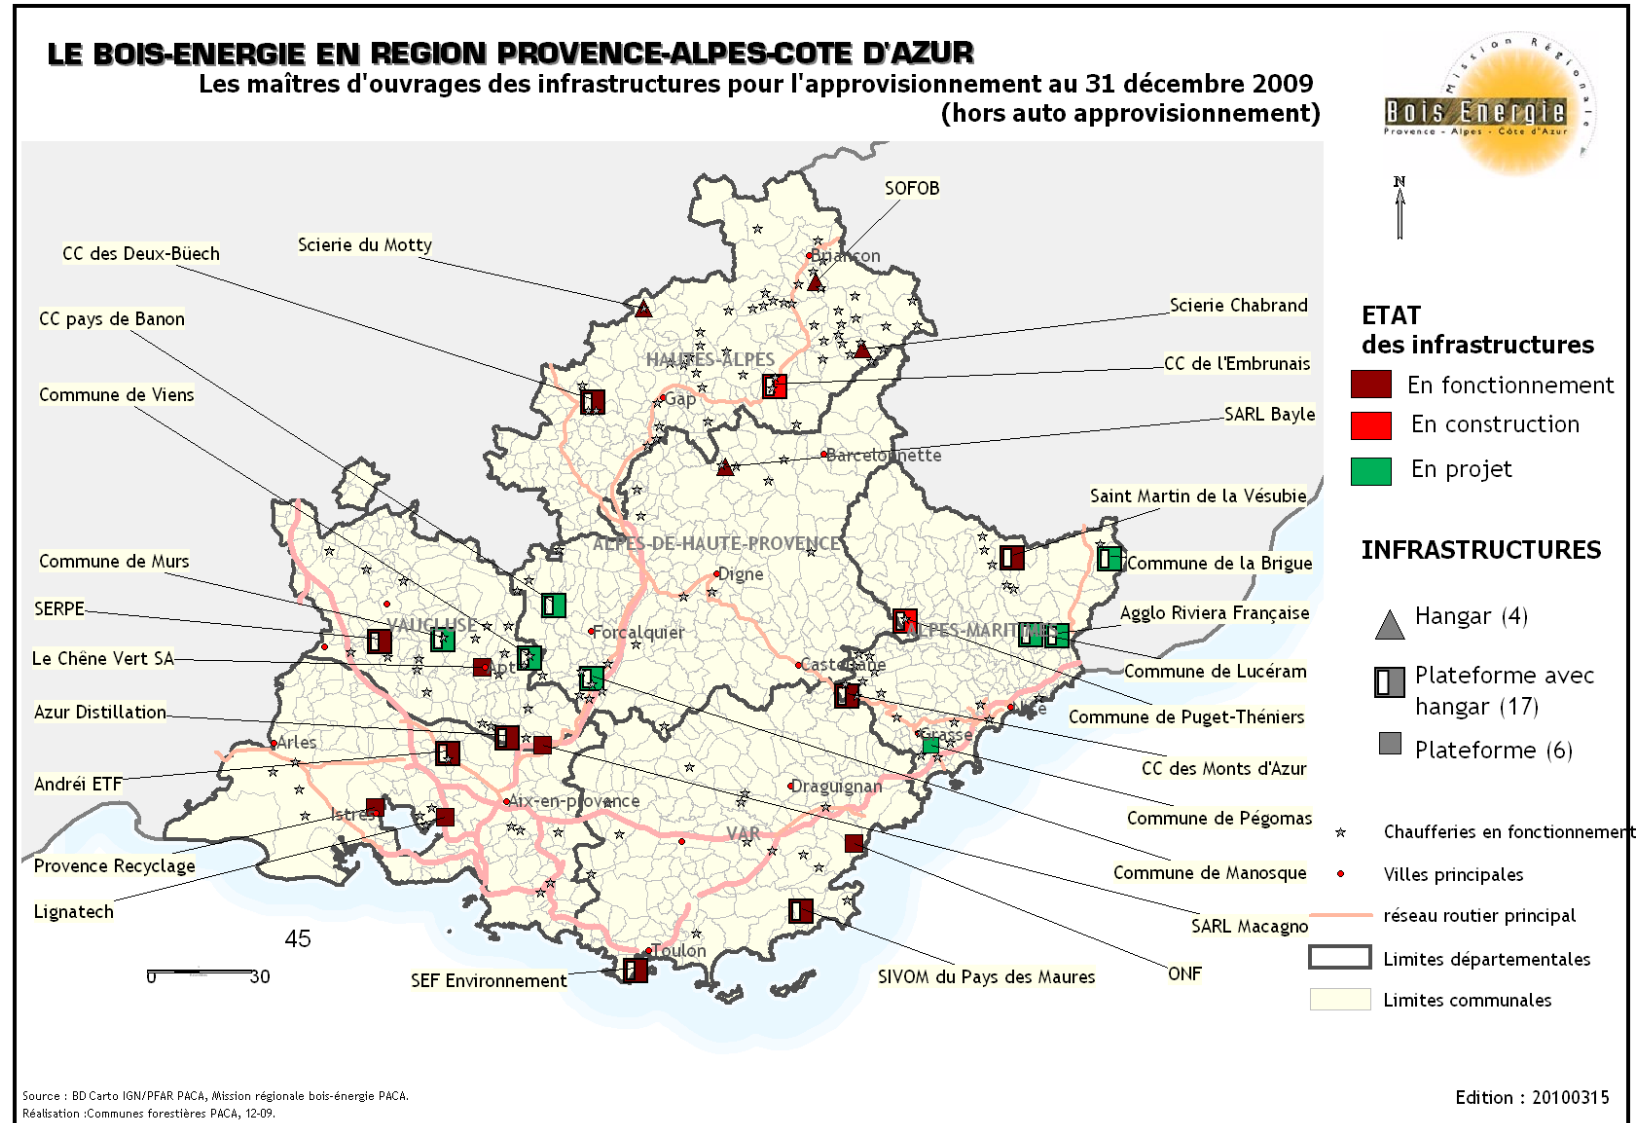 LE BOIS-ENERGIE EN REGION PROVENCE-ALPES-COTE D'AZUR
Les maîtres d'ouvrages des infrastructures pour l'approvisionnement au 31 décembre 2009
(hors auto approvisionnement)
Mission Régionale
Bois Energie
Provence - Alpes - Côte d'Azur
N
SOFOB
Scierie du Motty
CC des Deux-Büech
CC pays de Banon
Commune de Viens
Commune de Murs
SERPE
Le Chêne Vert SA
Azur Distillation
Andréi ETF
Provence Recyclage
Lignatech
SEF Environnement
Scierie Chabrand
CC de l'Embrunais
SARL Bayle
Saint Martin de la Vésubie
Commune de la Brigue
Agglo Riviera Française
Commune de Lucéram
Commune de Puget-Théniers
CC des Monts d'Azur
Commune de Pégomas
Commune de Manosque
SARL Macagno
ONF
SIVOM du Pays des Maures
Briancon
HAUTES-ALPES
Gap
Barcelonnette
ALPES-DE-HAUTE-PROVENCE
Digne
VAUCLUSE
Forcalquier
Apt
Castellane
ALPES-MARITIMES
Nice
Grasse
Arles
Istres
Aix-en-provence
Draguignan
VAR
Toulon
45
0 30
ETAT
des infrastructures
En fonctionnement
En construction
En projet
INFRASTRUCTURES
Hangar (4)
Plateforme avec
hangar (17)
Plateforme (6)
Chaufferies en fonctionnement
Villes principales
réseau routier principal
Limites départementales
Limites communales
Source : BD Carto IGN/PFAR PACA, Mission régionale bois-énergie PACA.
Réalisation :Communes forestières PACA, 12-09.
Edition : 20100315